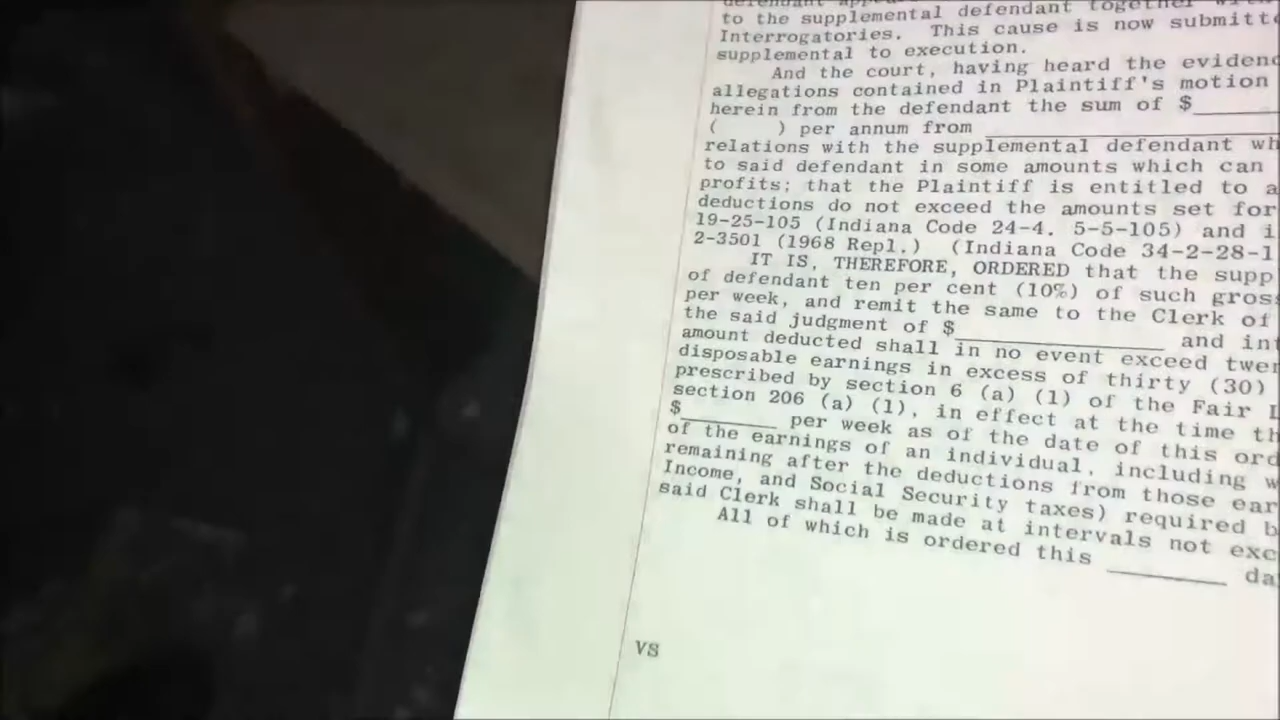 defendant appe
to the supplemental defendant together with
Interrogatories. This cause is now submitte
supplemental to execution.
And the court, having heard the evidenc
allegations contained in Plaintiff's motion
herein from the defendant the sum of $
( ) per annum from
relations with the supplemental defendant wh
to said defendant in some amounts which can
profits; that the Plaintiff is entitled to a
deductions do not exceed the amounts set for
19-25-105 (Indiana Code 24-4. 5-5-105) and i
2-3501 (1968 Repl.) (Indiana Code 34-2-28-1
IT IS, THEREFORE, ORDERED that the supp
of defendant ten per cent (10%) of such gross
per week, and remit the same to the Clerk of
the said judgment of $ and int
amount deducted shall in no event exceed twen
disposable earnings in excess of thirty (30)
prescribed by section 6 (a) (1) of the Fair L
section 206 (a) (1), in effect at the time th
$ per week as of the date of this ord
of the earnings of an individual, including w
remaining after the deductions from those ear
Income, and Social Security taxes) required b
said Clerk shall be made at intervals not exc
All of which is ordered this da
VS